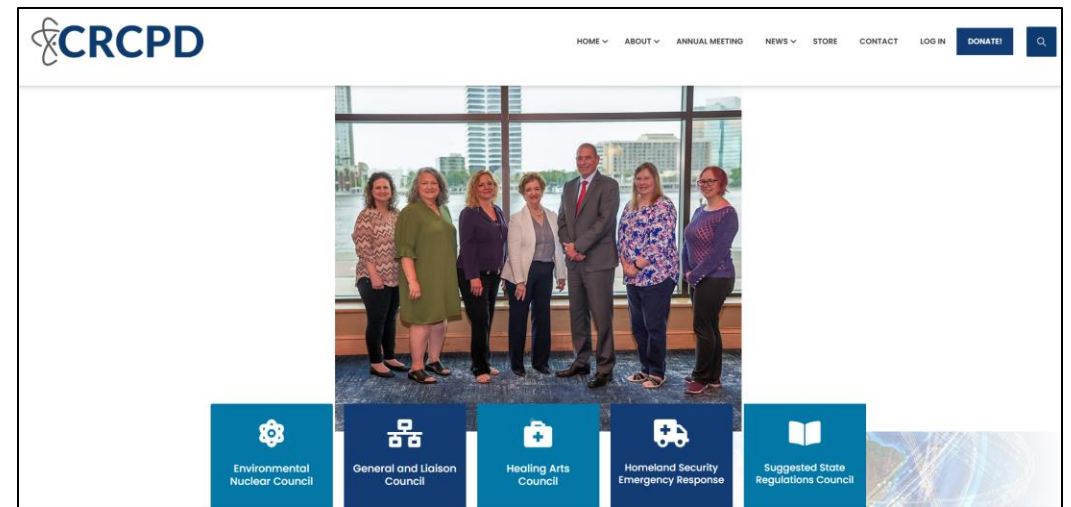 CRCPD
HOME ABOUT ANNUAL MEETING NEWS STORE CONTACT LOG IN DONATE!
Environmental
Nuclear Council
General and Liaison
Council
Healing Arts
Council
Homeland Security
Emergency Response
Suggested State
Regulations Council